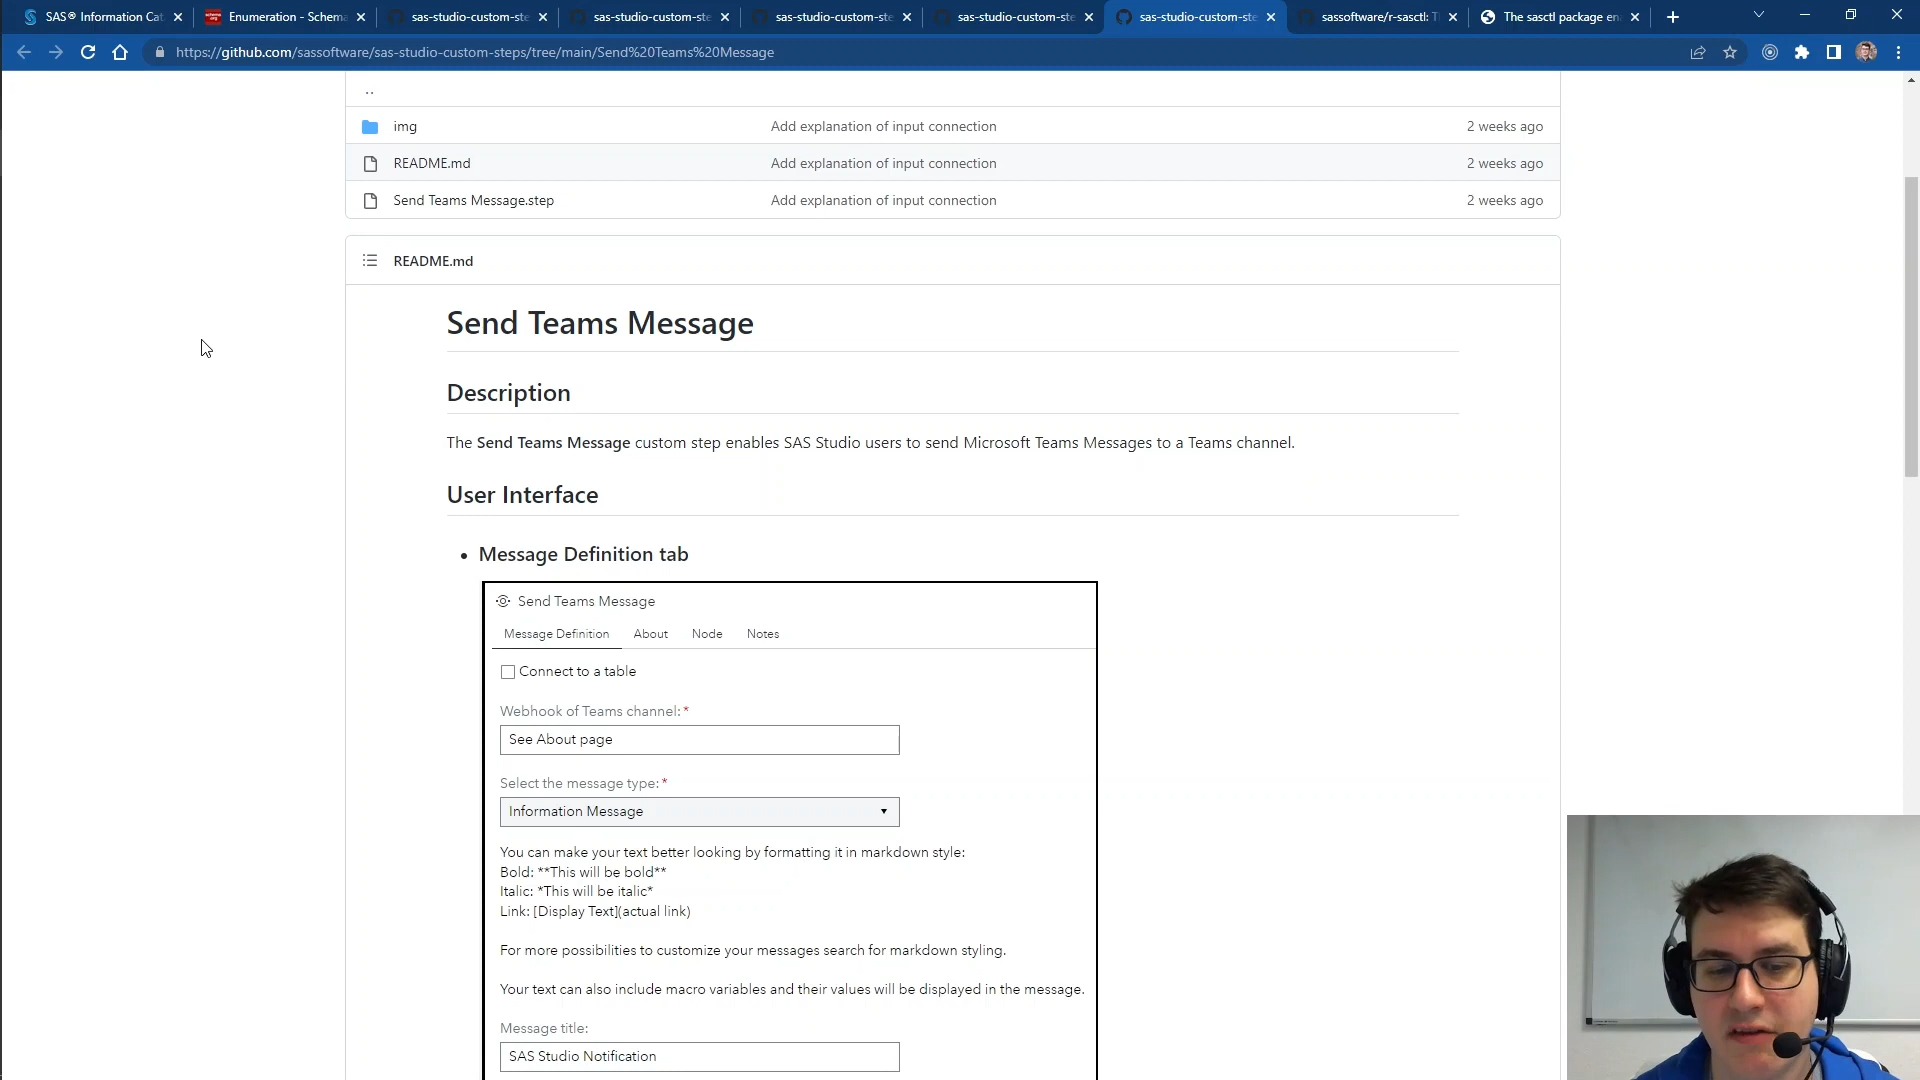 SAS® Information Cat
Enumeration - Schema
sas-studio-custom-ste
sas-studio-custom-ste
sas-studio-custom-ste
sas-studio-custom-ste
sas-studio-custom-ste
sassoftware/r-sasctl: T
The sasctl package en
https://github.com/sassoftware/sas-studio-custom-steps/tree/main/Send%20Teams%20Message
..
img Add explanation of input connection 2 weeks ago
README.md Add explanation of input connection 2 weeks ago
Send Teams Message.step Add explanation of input connection 2 weeks ago
README.md
Send Teams Message
Description
The Send Teams Message custom step enables SAS Studio users to send Microsoft Teams Messages to a Teams channel.
User Interface
• Message Definition tab
Send Teams Message
Message Definition About Node Notes
Connect to a table
Webhook of Teams channel:*
See About page
Select the message type:*
Information Message
You can make your text better looking by formatting it in markdown style:
Bold: **This will be bold**
Italic: *This will be italic*
Link: [Display Text](actual link)
For more possibilities to customize your messages search for markdown styling.
Your text can also include macro variables and their values will be displayed in the message.
Message title:
SAS Studio Notification